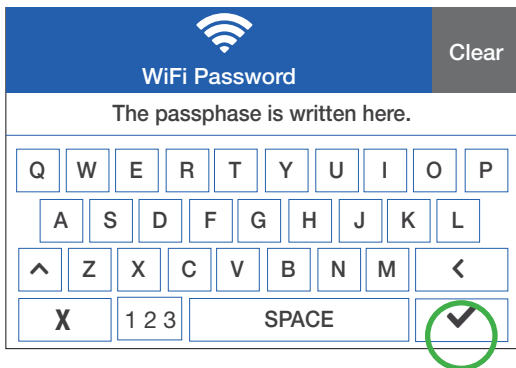 Clear
WiFi Password
The passphase is written here.
Q W E R T Y U I O P
A S D F G H J K L
Z X C V B N M
X 1 2 3 SPACE